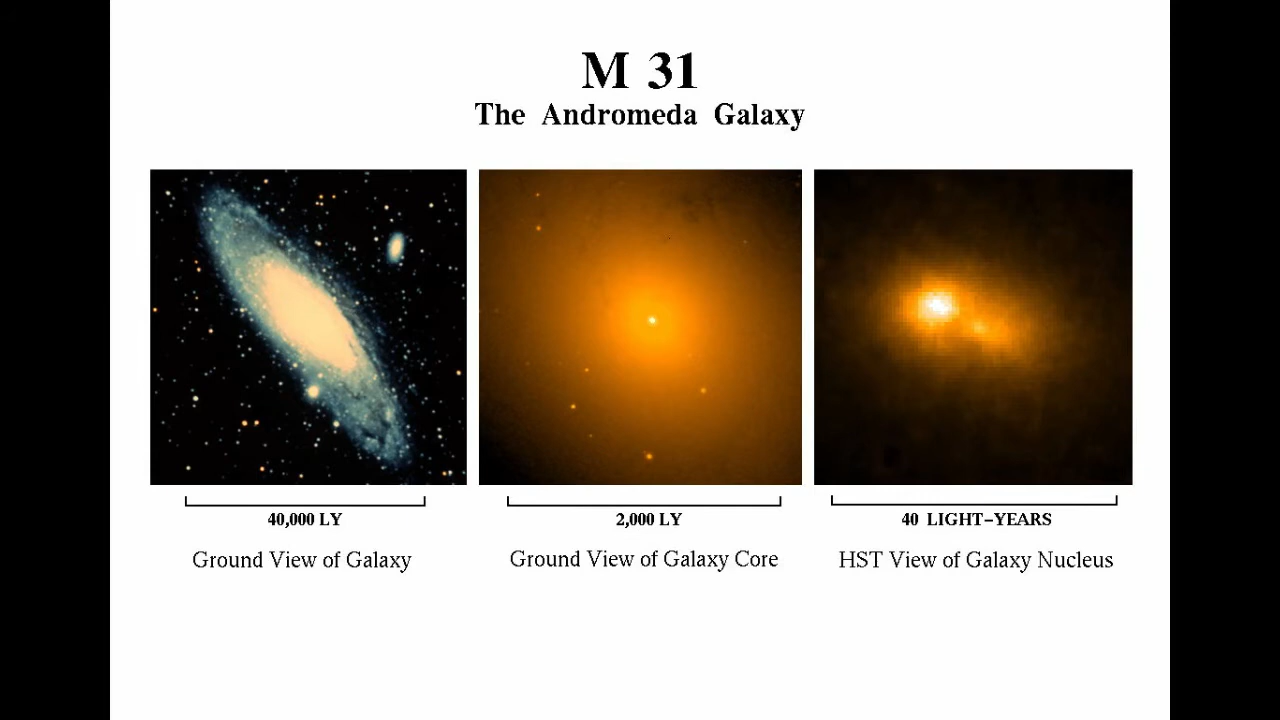 M 31
The Andromeda Galaxy
40,000 LY
2,000 LY
40 LIGHT-YEARS
Ground View of Galaxy
Ground View of Galaxy Core
HST View of Galaxy Nucleus